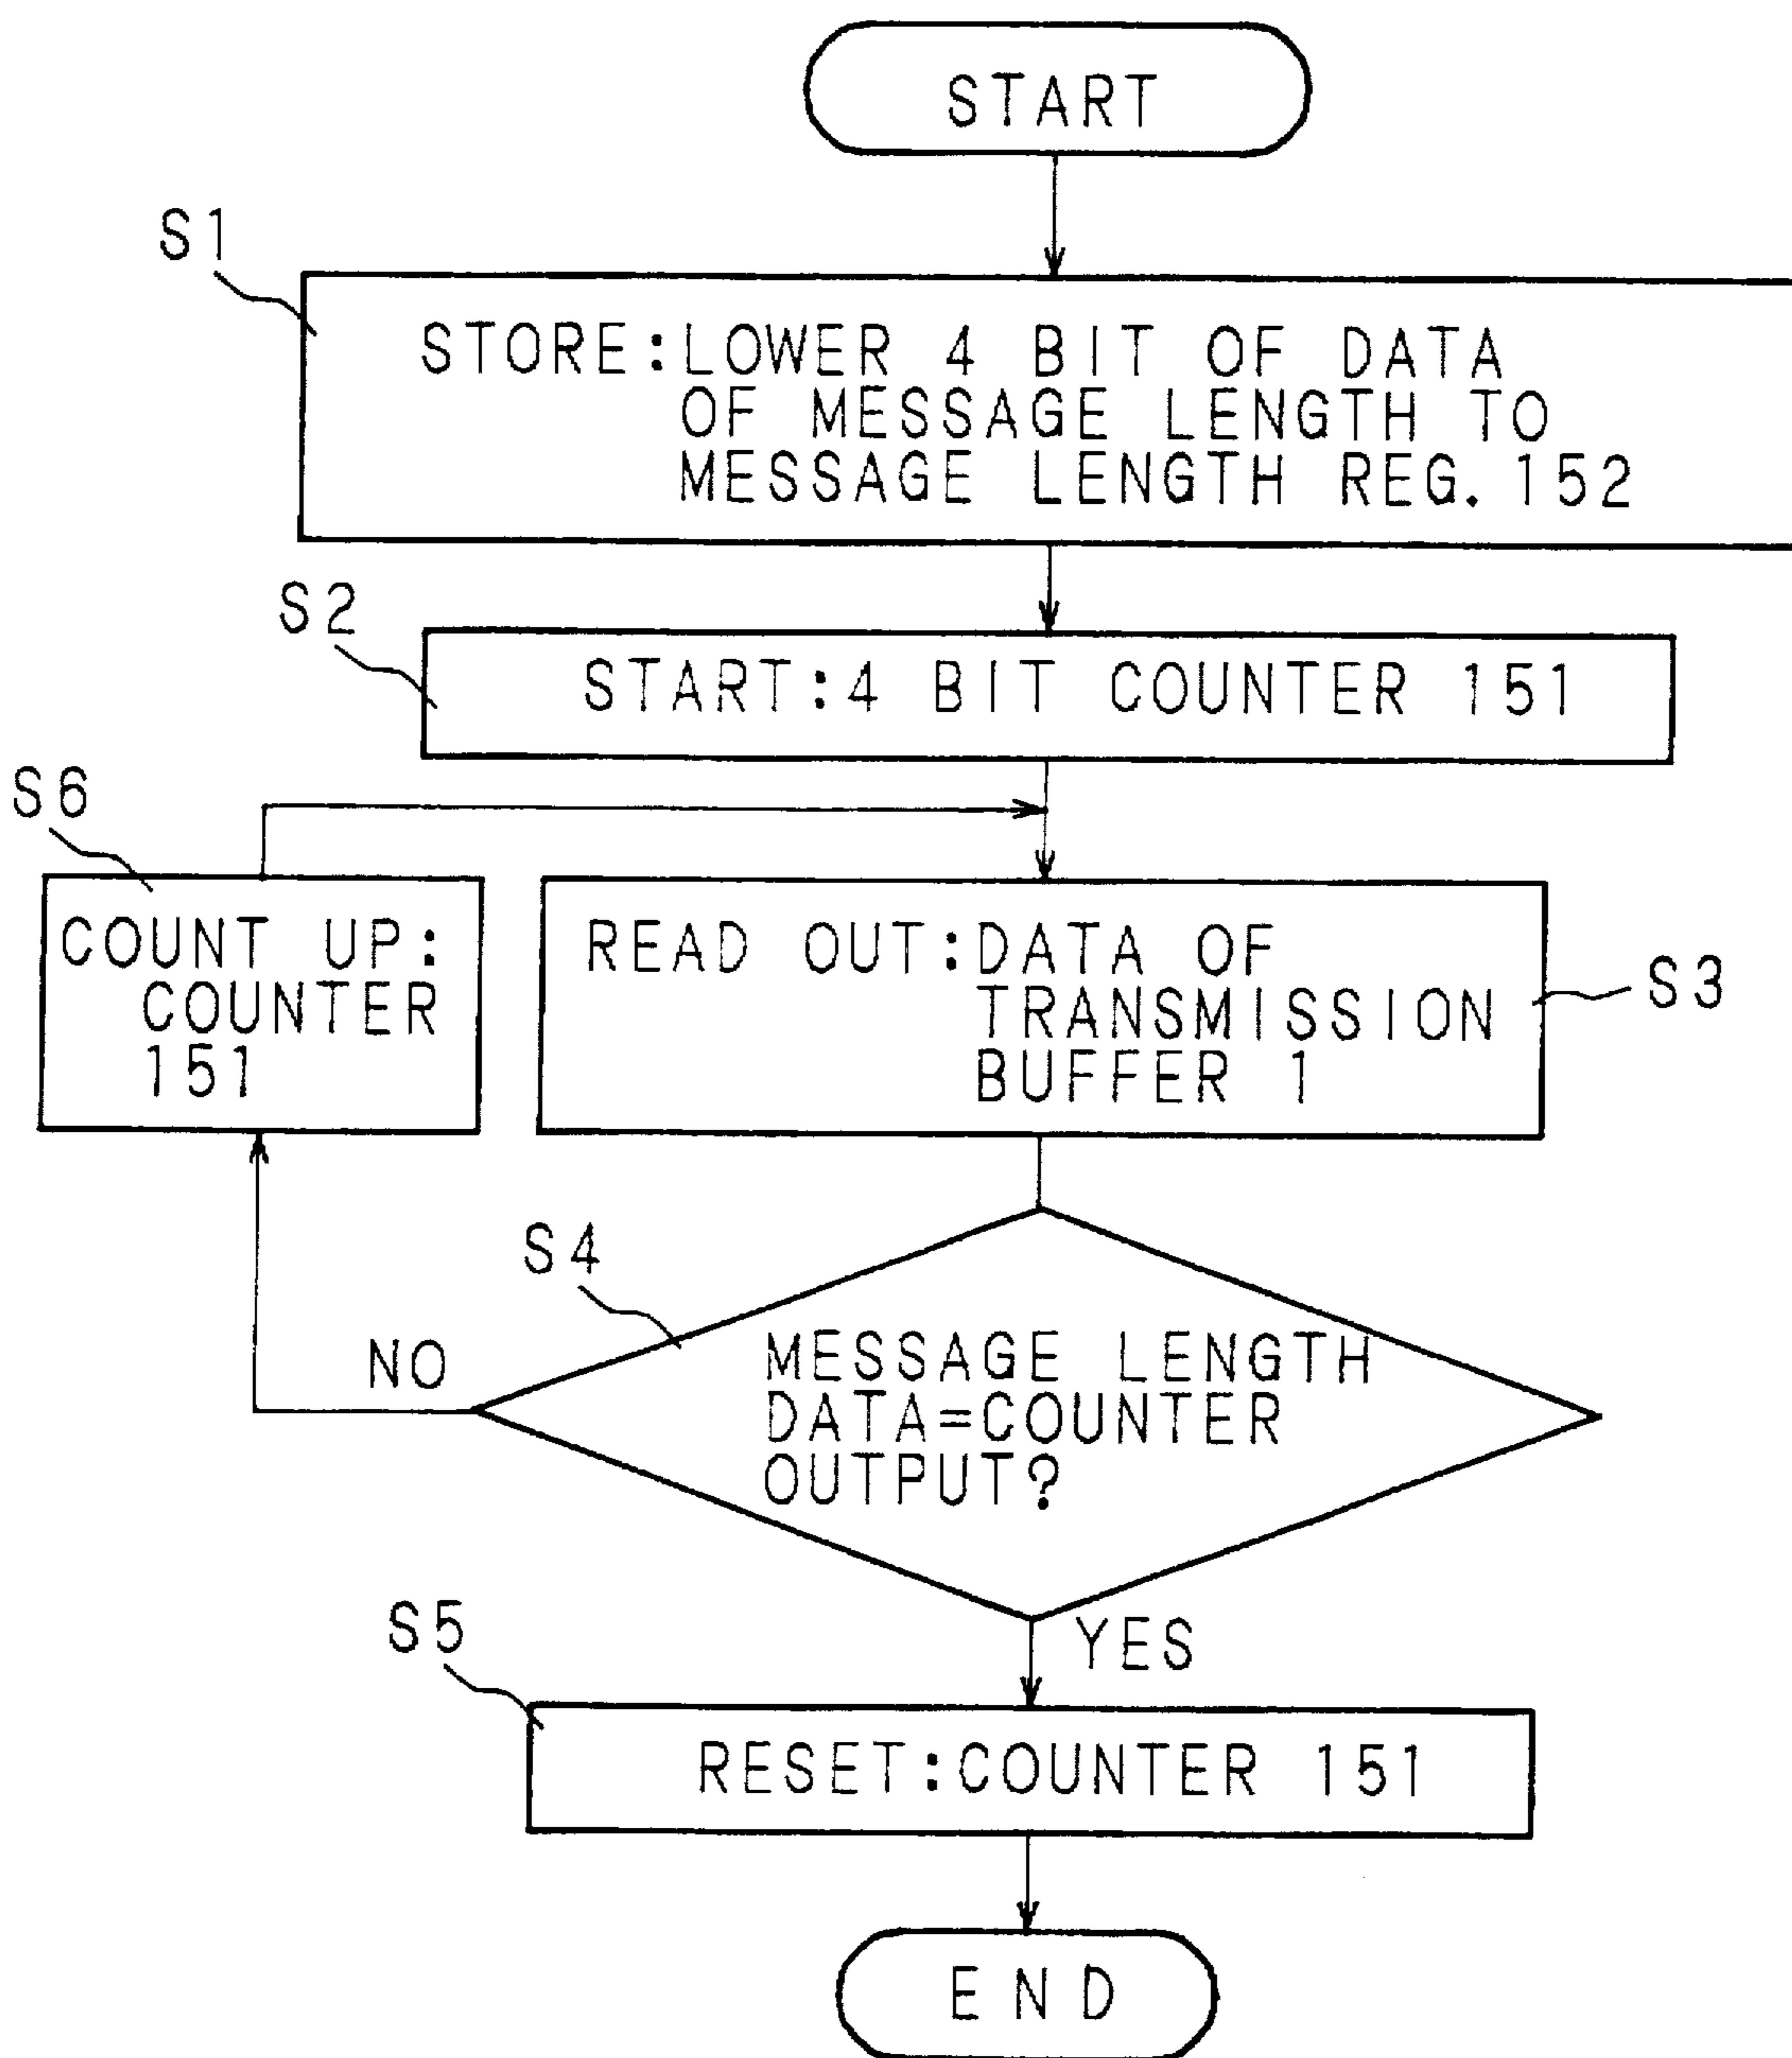 START
S1
STORE:LOWER 4 BIT OF DATA
OF MESSAGE LENGTH TO
MESSAGE LENGTH REG. 152
S2
START:4 BIT COUNTER 151
S6
COUNT UP:
COUNTER
151
READ OUT:DATA OF
TRANSMISSION
BUFFER 1
S3
S4
NO
MESSAGE LENGTH
DATA=COUNTER
OUTPUT?
YES
S5
RESET:COUNTER 151
END